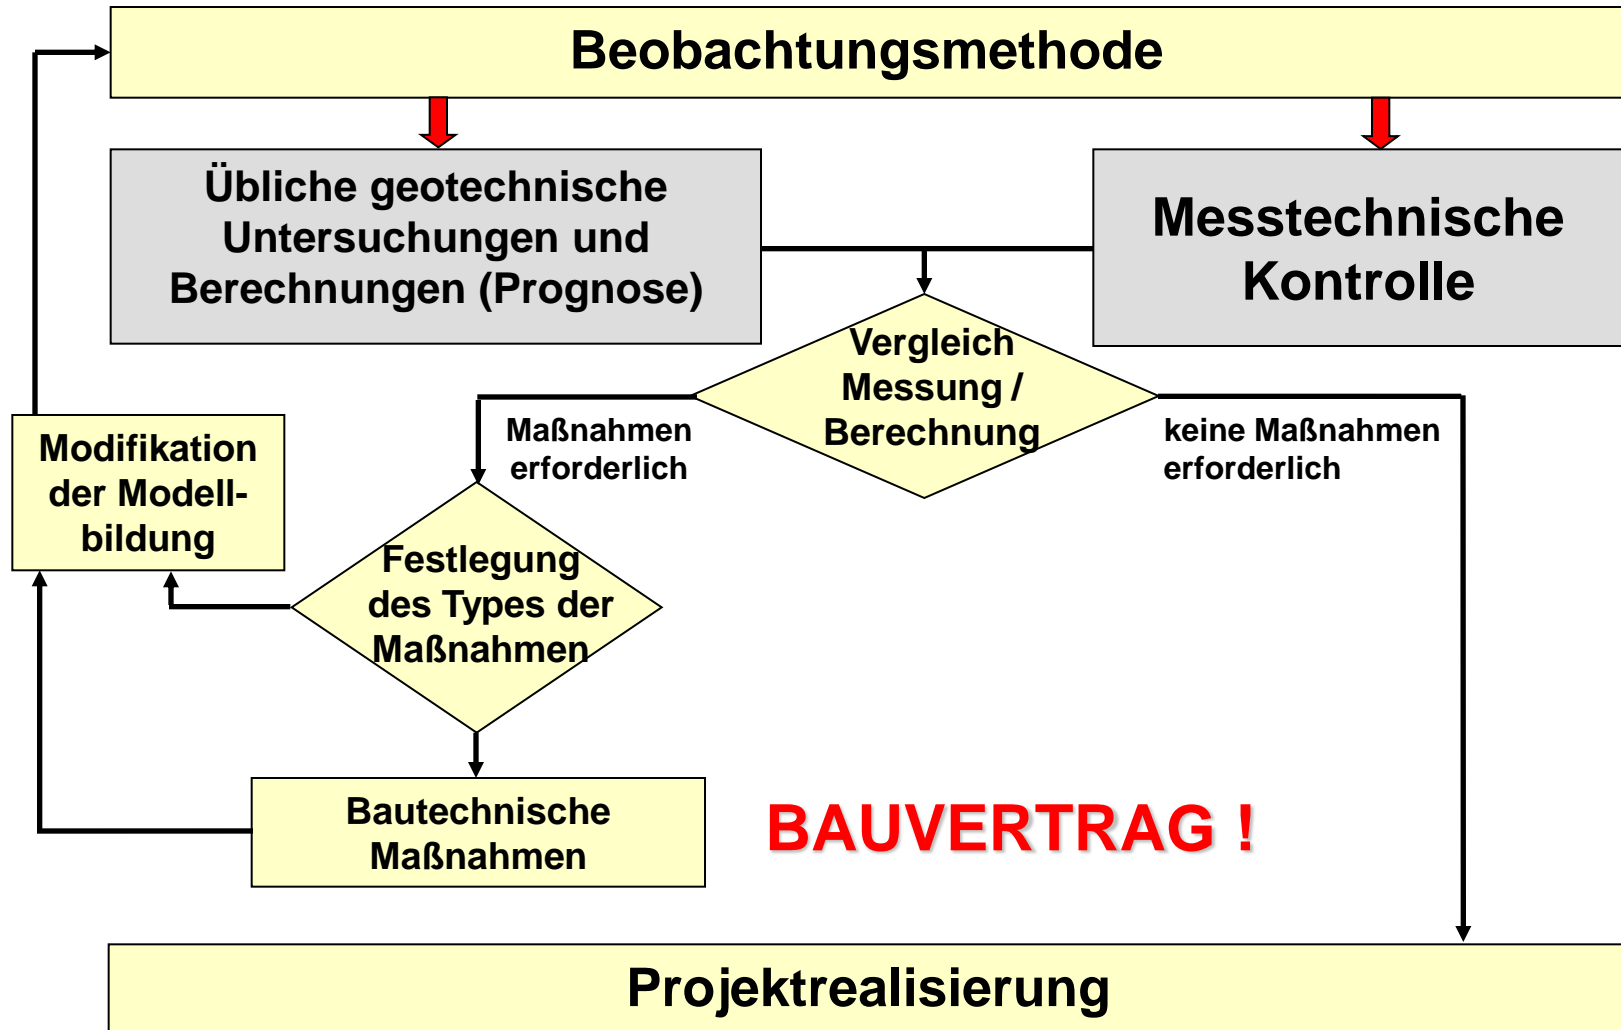 Beobachtungsmethode
Übliche geotechnische
Untersuchungen und
Berechnungen (Prognose)
Messtechnische
Kontrolle
Vergleich
Messung /
Berechnung
Maßnahmen
erforderlich
keine Maßnahmen
erforderlich
Modifikation
der Modell-
bildung
Festlegung
des Types der
Maßnahmen
Bautechnische
Maßnahmen
BAUVERTRAG !
Projektrealisierung